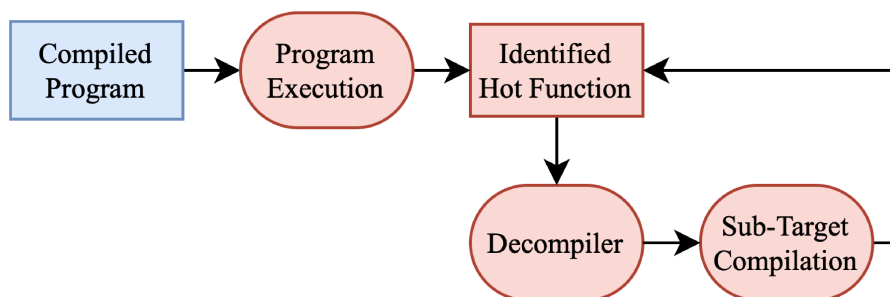 Compiled
Program
Program
Execution
Identified
Hot Function
Decompiler
Sub-Target
Compilation